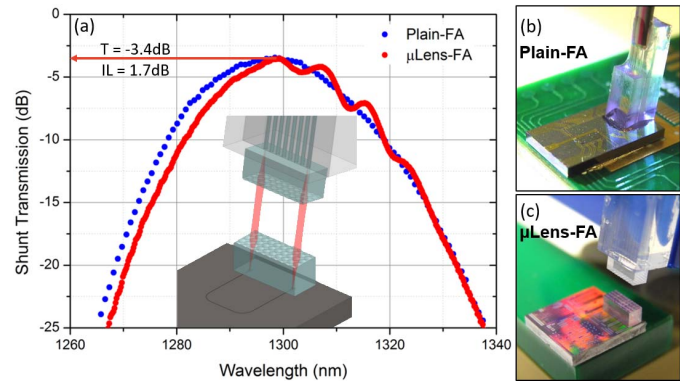 (a)
Plain-FA
µLens-FA
T = -3.4dB
IL = 1.7dB
0
-5
-10
-15
-20
-25
Shunt Transmission (dB)
1260
1280
1300
1320
1340
Wavelength (nm)
(b)
Plain-FA
(c)
µLens-FA